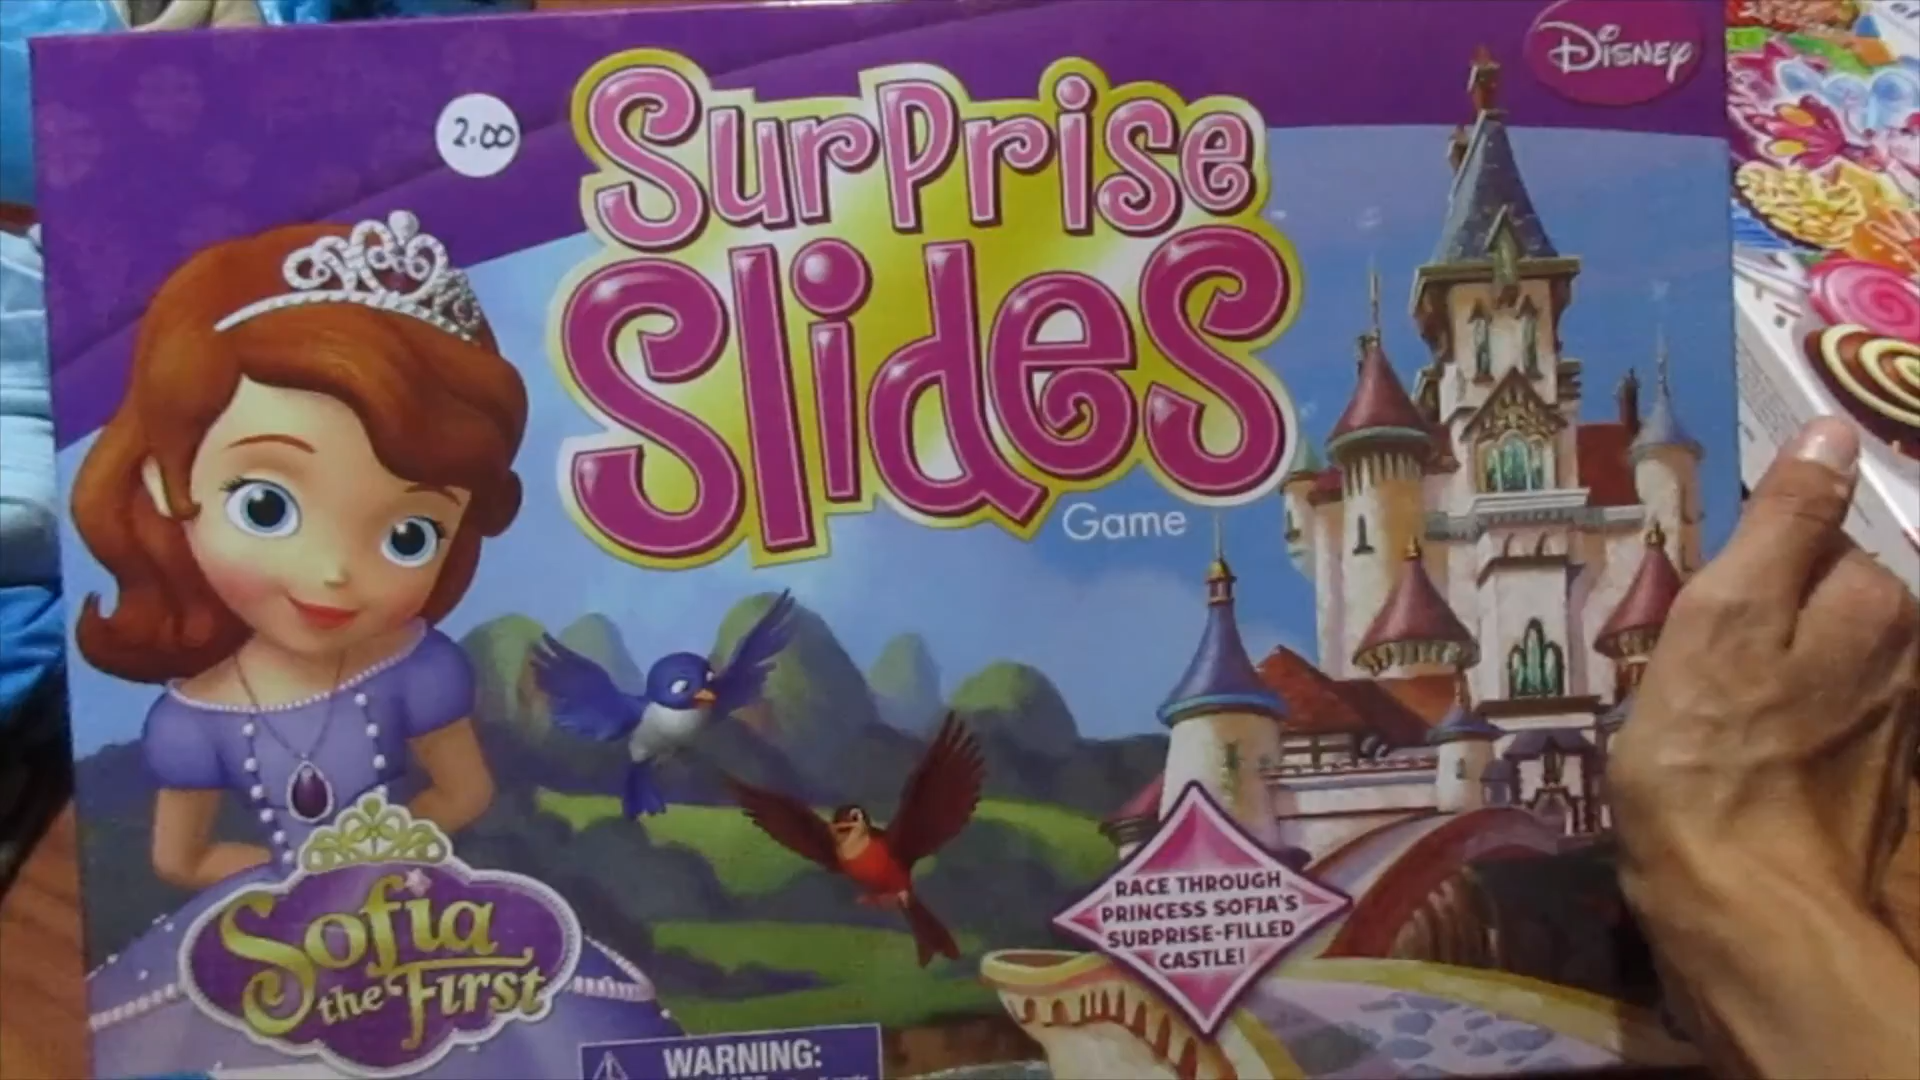 Disney
2.00
Surprise
Slides
Game
RACE THROUGH
PRINCESS SOFIA'S
SURPRISE-FILLED
CASTLE!
Sofia
the First
WARNING: